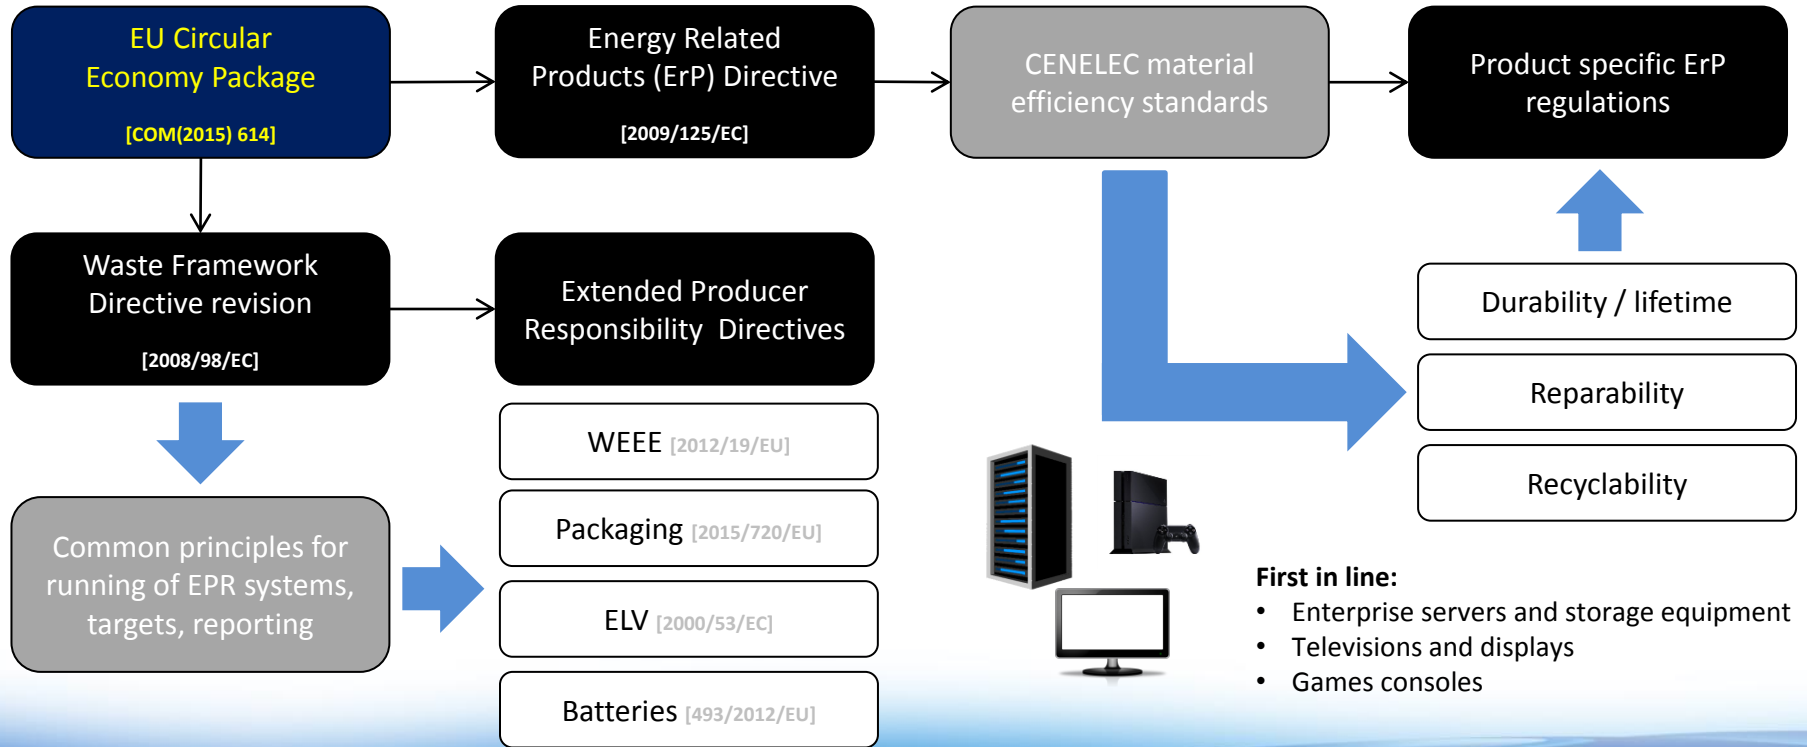 EU Circular
Economy Package
[COM(2015) 614]
Energy Related
Products (ErP) Directive
[2009/125/EC]
CENELEC material
efficiency standards
Product specific ErP
regulations
Waste Framework
Directive revision
[2008/98/EC]
Extended Producer
Responsibility Directives
Common principles for
running of EPR systems,
targets, reporting
WEEE [2012/19/EU]
Packaging [2015/720/EU]
ELV [2000/53/EC]
Batteries [493/2012/EU]
Durability / lifetime
Reparability
Recyclability
First in line:
• Enterprise servers and storage equipment
• Televisions and displays
• Games consoles